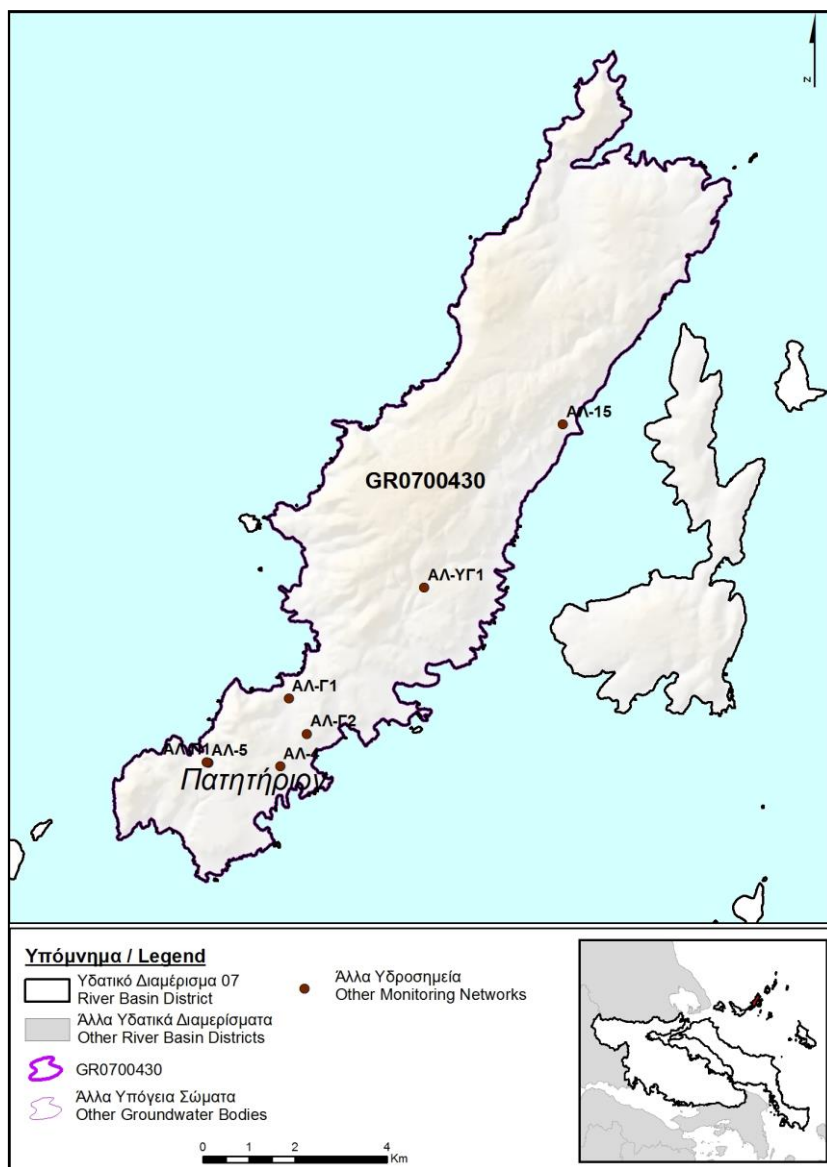 z
ΑΛ-15
GR0700430
ΑΛ-ΥΓ1
ΑΛ-Γ1
ΑΛ-Γ2
ΑΛ-5
ΑΛ-4
Πατητήριον
Υπόμνημα / Legend
Υδατικό Διαμέρισμα 07
River Basin District
Άλλα Υδατικά Διαμερίσματα
Other River Basin Districts
GR0700430
Άλλα Υπόγεια Σώματα
Other Groundwater Bodies
Άλλα Υδροσημεία
Other Monitoring Networks
0 1 2 4
Km